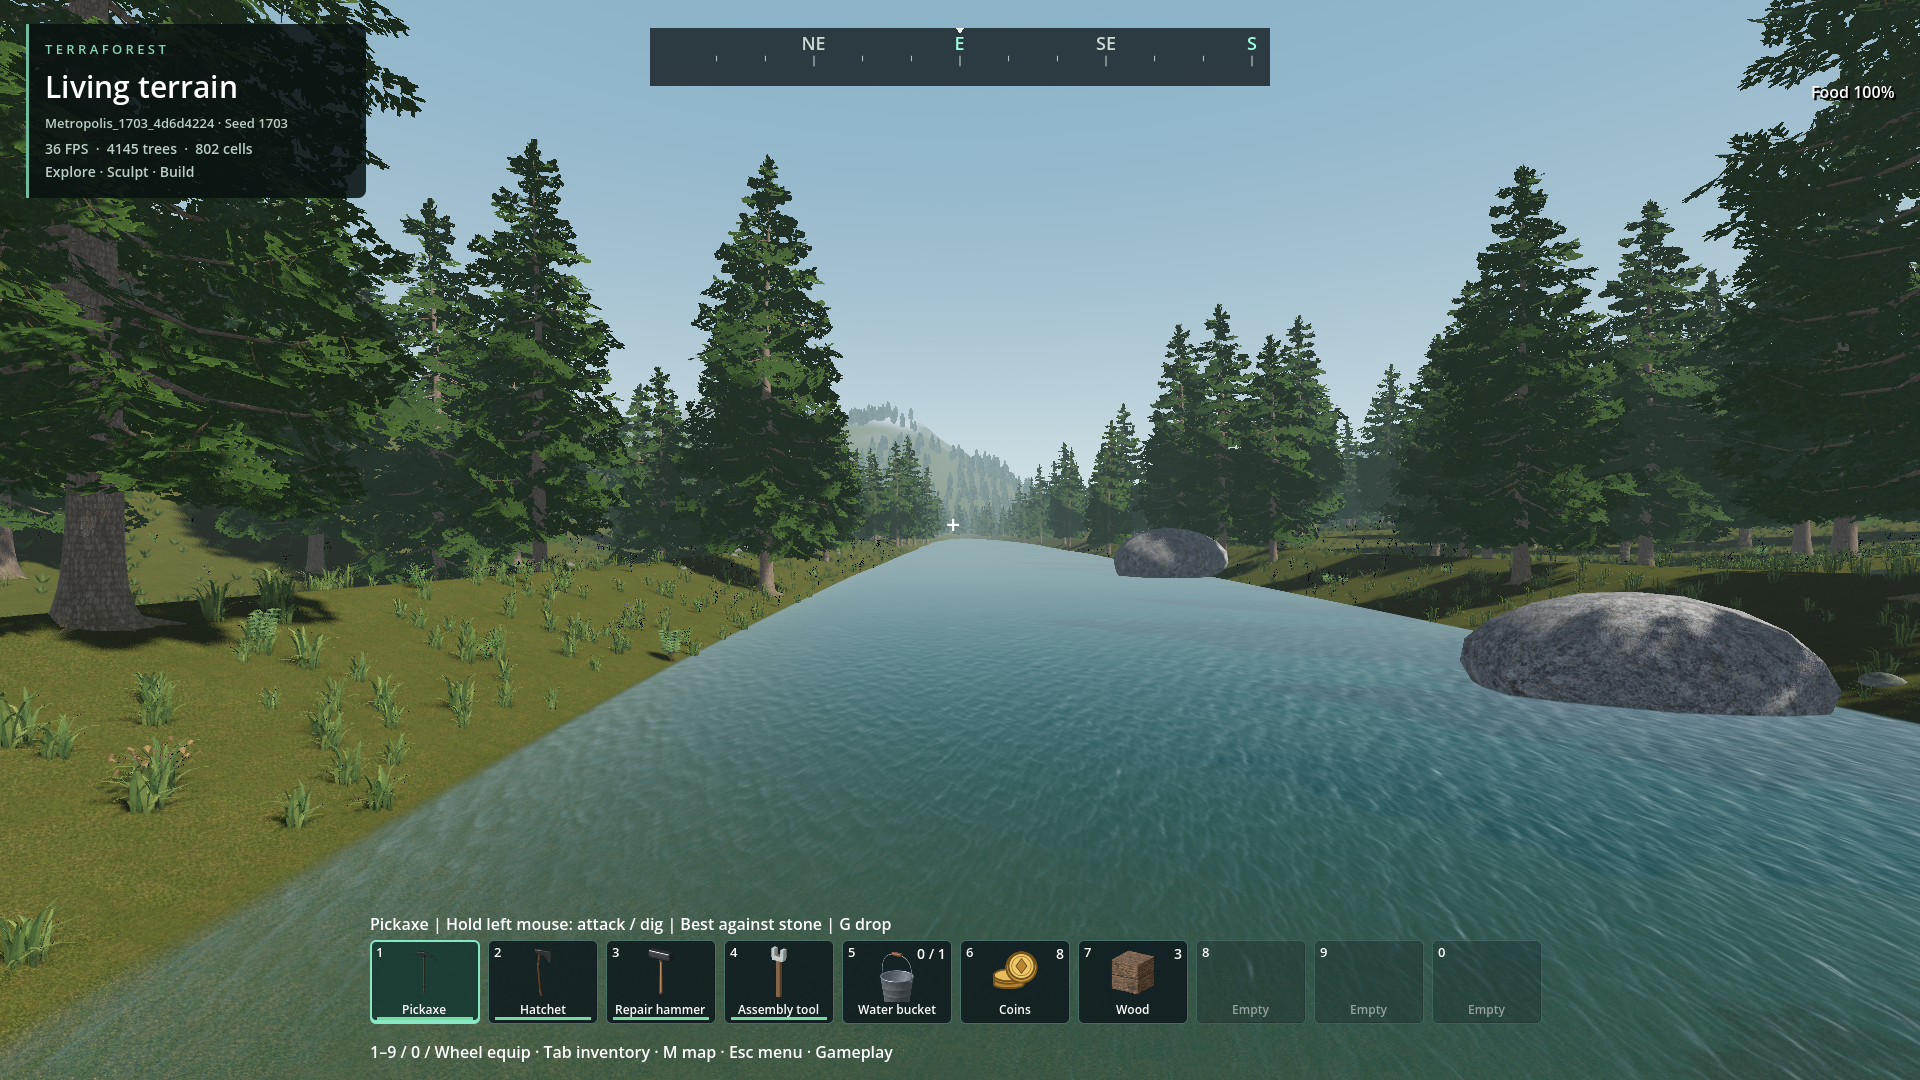 TERRAFOREST
Living terrain
Metropolis_1703_4d6d4224 · Seed 1703
36 FPS · 4145 trees · 802 cells
Explore · Sculpt · Build
NE E SE S
Food 100%
Pickaxe | Hold left mouse: attack / dig | Best against stone | G drop
1 2 3 4 5 0 / 1 6 8 7 3 8 9 0
Pickaxe Hatchet Repair hammer Assembly tool Water bucket Coins Wood Empty Empty Empty
1–9 / 0 / Wheel equip · Tab inventory · M map · Esc menu · Gameplay